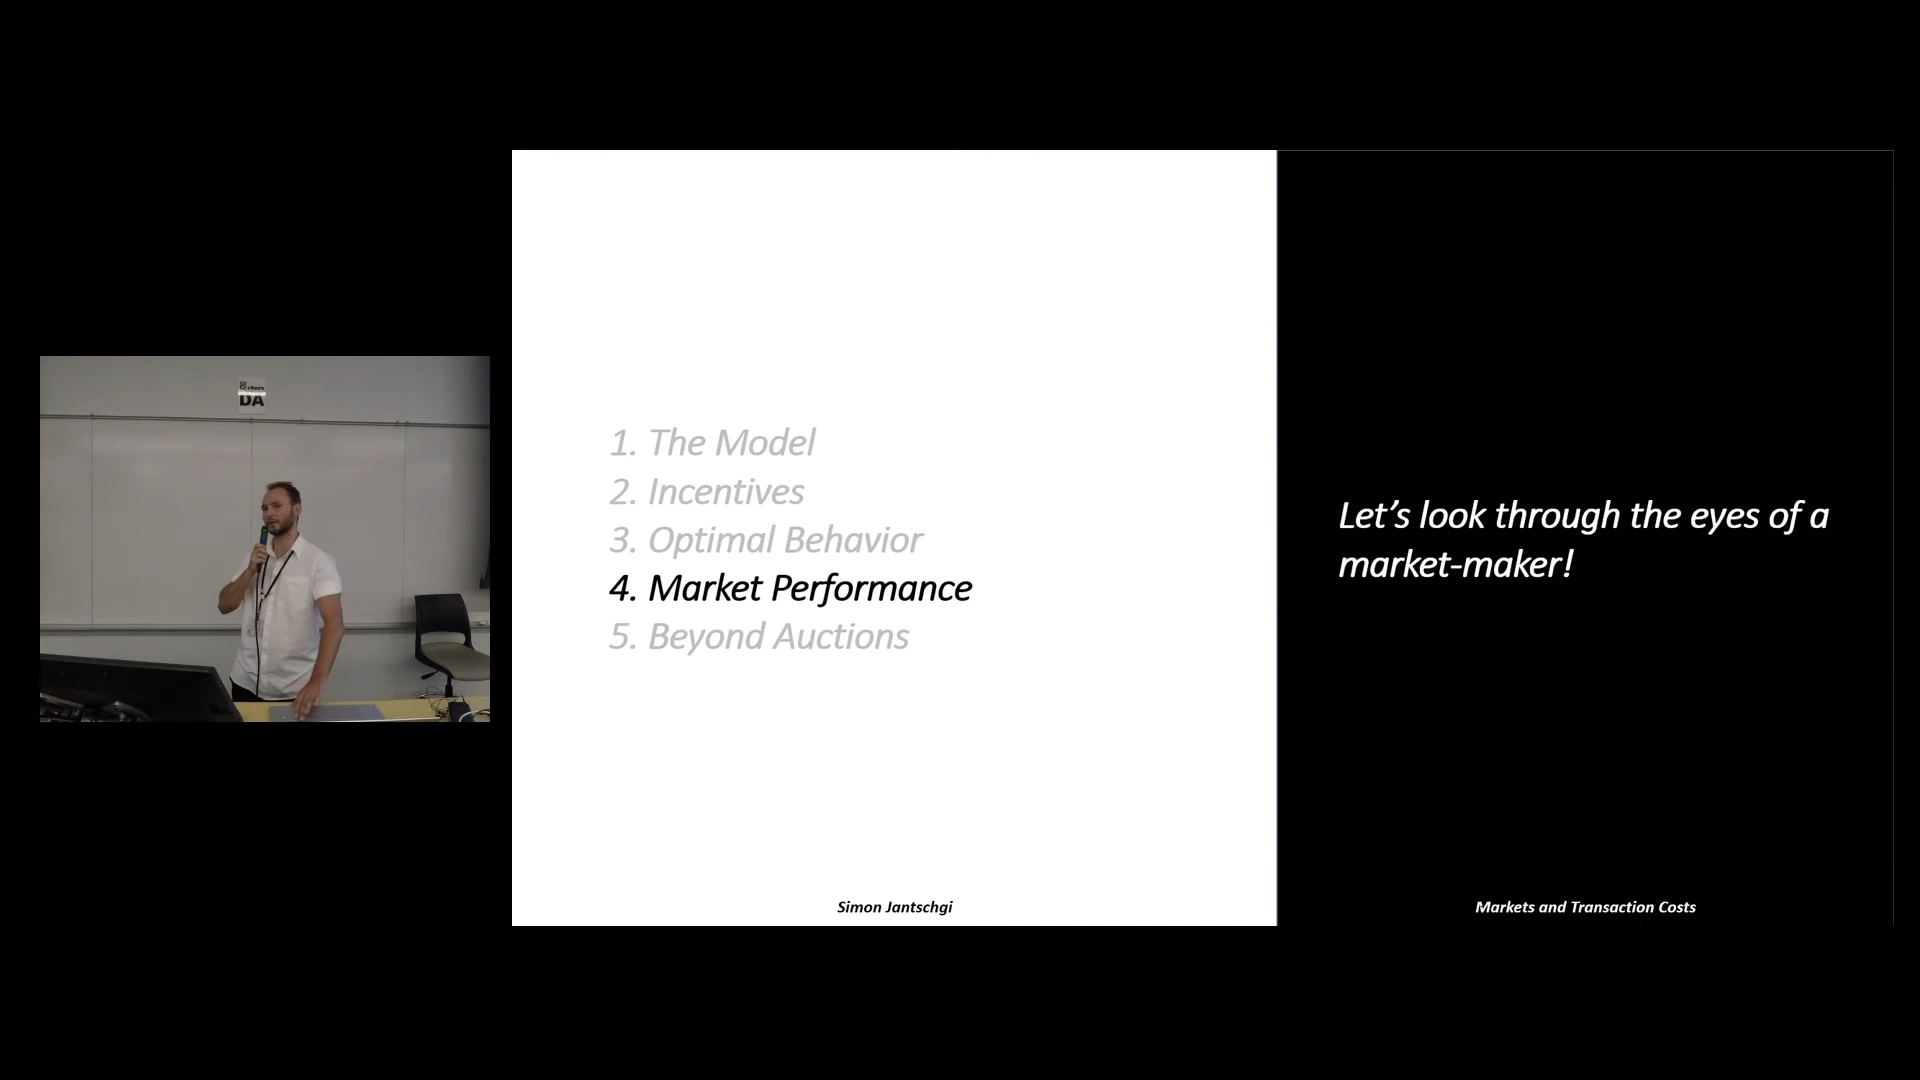 DA
1. The Model
2. Incentives
3. Optimal Behavior
4. Market Performance
5. Beyond Auctions
Let’s look through the eyes of a
market-maker!
Simon Jantschgi
Markets and Transaction Costs